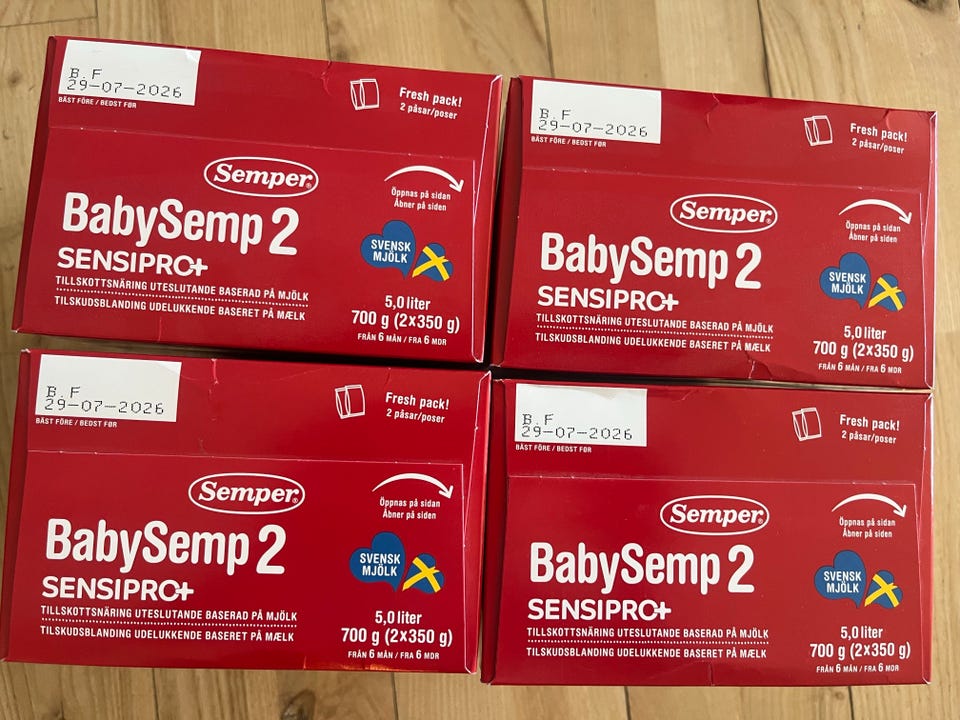 B.F
29-07-2026
BÄST FÖRE / BEDST FØR
Fresh pack!
2 påsar/poser
Semper®
Öppnas på sidan
Åbner på siden
BabySemp 2
SENSIPRO+
SVENSK
MJÖLK
TILLSKOTTSNÄRING UTESLUTANDE BASERAD PÅ MJÖLK
TILSKUDSBLANDING UDELUKKENDE BASERET PÅ MÆLK
5,0 liter
700 g (2x350 g)
FRÅN 6 MÅN / FRA 6 MDR
B.F
29-07-2026
BÄST FÖRE / BEDST FØR
Fresh pack!
2 påsar/poser
Semper®
Öppnas på sidan
Åbner på siden
BabySemp 2
SENSIPRO+
SVENSK
MJÖLK
TILLSKOTTSNÄRING UTESLUTANDE BASERAD PÅ MJÖLK
TILSKUDSBLANDING UDELUKKENDE BASERET PÅ MÆLK
5,0 liter
700 g (2x350 g)
FRÅN 6 MÅN / FRA 6 MDR
B.F
29-07-2026
BÄST FÖRE / BEDST FØR
Fresh pack!
2 påsar/poser
Semper®
Öppnas på sidan
Åbner på siden
BabySemp 2
SENSIPRO+
SVENSK
MJÖLK
TILLSKOTTSNÄRING UTESLUTANDE BASERAD PÅ MJÖLK
TILSKUDSBLANDING UDELUKKENDE BASERET PÅ MÆLK
5,0 liter
700 g (2x350 g)
FRÅN 6 MÅN / FRA 6 MDR
B.F
29-07-2026
BÄST FÖRE / BEDST FØR
Fresh pack!
2 påsar/poser
Semper®
Öppnas på sidan
Åbner på siden
BabySemp 2
SENSIPRO+
SVENSK
MJÖLK
TILLSKOTTSNÄRING UTESLUTANDE BASERAD PÅ MJÖLK
TILSKUDSBLANDING UDELUKKENDE BASERET PÅ MÆLK
5,0 liter
700 g (2x350 g)
FRÅN 6 MÅN / FRA 6 MDR